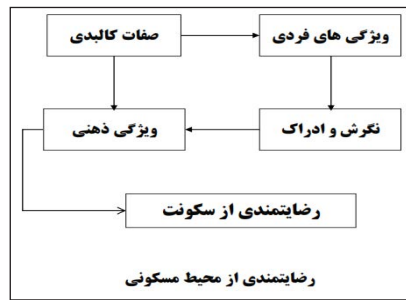 ویژگی های فردی
صفات کالبدی
نگرش و ادراک
ویژگی ذهنی
رضایتمندی از سکونت
رضایتمندی از محیط مسکونی